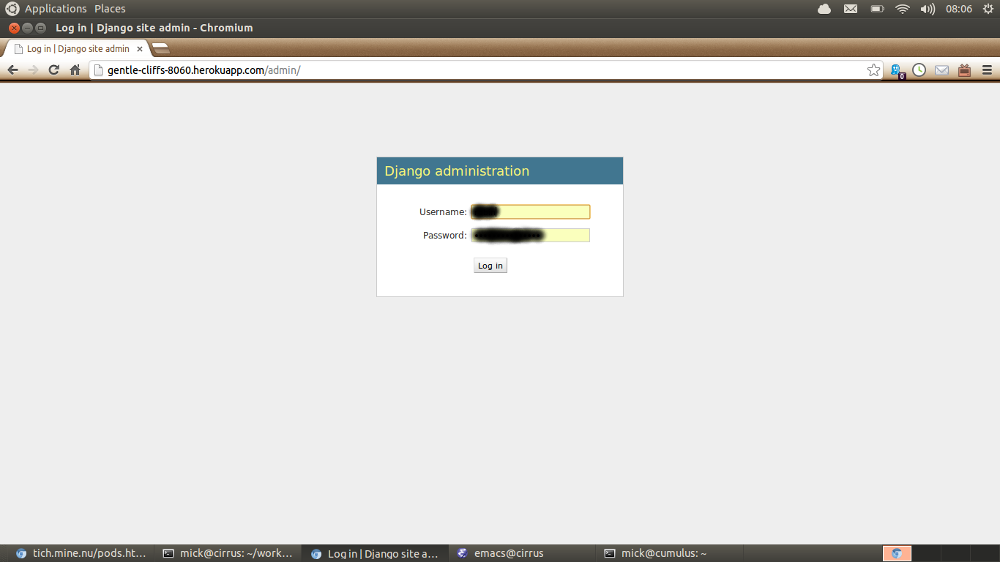 Applications Places 08:06
Log in | Django site admin - Chromium
Log in | Django site admin
gentle-cliffs-8060.herokuapp.com/admin/
0
Django administration
Username:
Password:
Log in
tich.mine.nu/pods.ht... mick@cirrus: ~/work... Log in | Django site a... emacs@cirrus mick@cumulus: ~